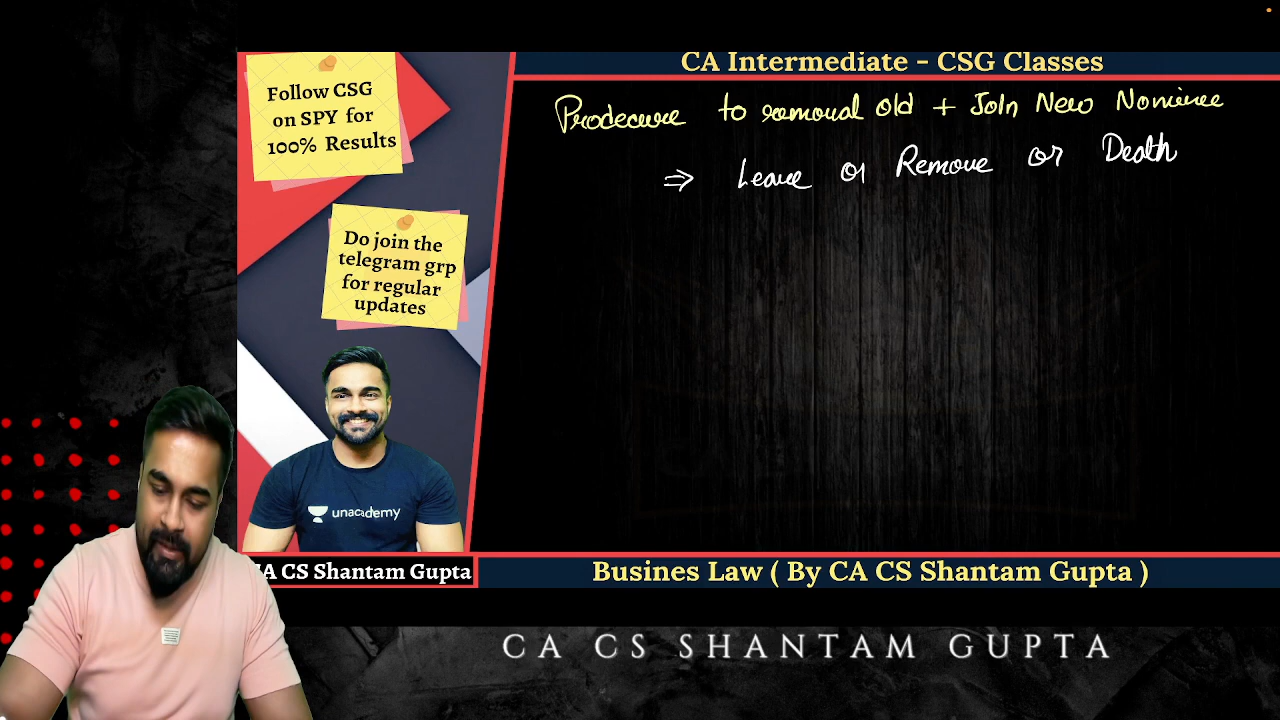 CA Intermediate - CSG Classes
Follow CSG
on SPY for
100% Results
Prodecure to removal old + Join New Nominee
⇒ Leave or Remove or Death
Do join the
telegram grp
for regular
updates
unacademy
CA CS Shantam Gupta
Busines Law ( By CA CS Shantam Gupta )
CA CS SHANTAM GUPTA